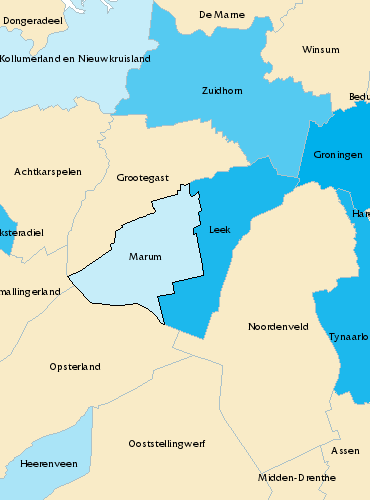 De Marne
Dongeradeel
Winsum
Kollumerland en Nieuwkruisland
Zuidhorn
Bedu
Groningen
Achtkarspelen
Grootegast
Hare
ksteradiel
Leek
Marum
mallingerland
Noordenveld
Tynaarlo
Opsterland
Ooststellingwerf
Assen
Heerenveen
Midden-Drenthe